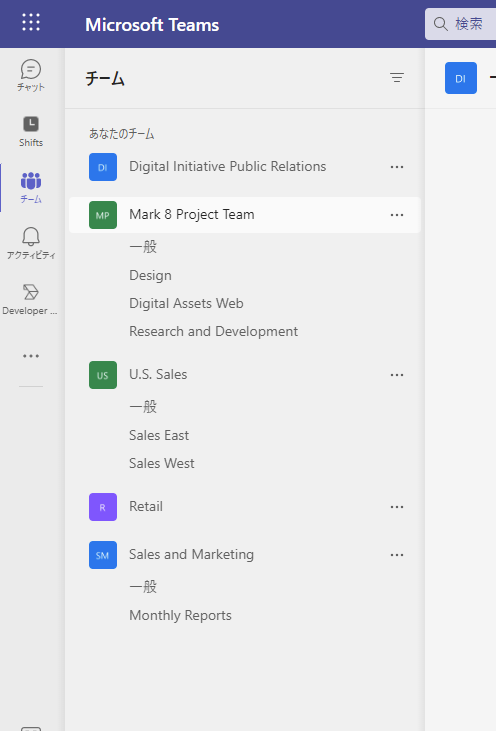 Microsoft Teams
検索
チャット
Shifts
チーム
アクティビティ
Developer ...
チーム
あなたのチーム
DI Digital Initiative Public Relations
MP Mark 8 Project Team
一般
Design
Digital Assets Web
Research and Development
US U.S. Sales
一般
Sales East
Sales West
R Retail
SM Sales and Marketing
一般
Monthly Reports
DI